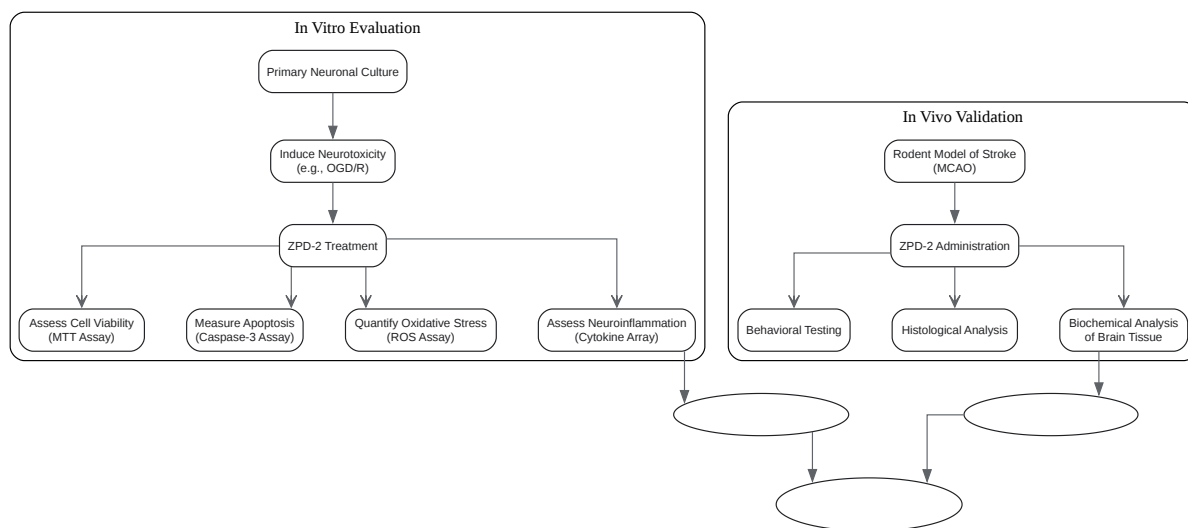 In Vitro Evaluation
Primary Neuronal Culture
Induce Neurotoxicity
(e.g., OGD/R)
ZPD-2 Treatment
Assess Cell Viability
(MTT Assay)
Measure Apoptosis
(Caspase-3 Assay)
Quantify Oxidative Stress
(ROS Assay)
Assess Neuroinflammation
(Cytokine Array)
In Vivo Validation
Rodent Model of Stroke
(MCAO)
ZPD-2 Administration
Behavioral Testing
Histological Analysis
Biochemical Analysis
of Brain Tissue